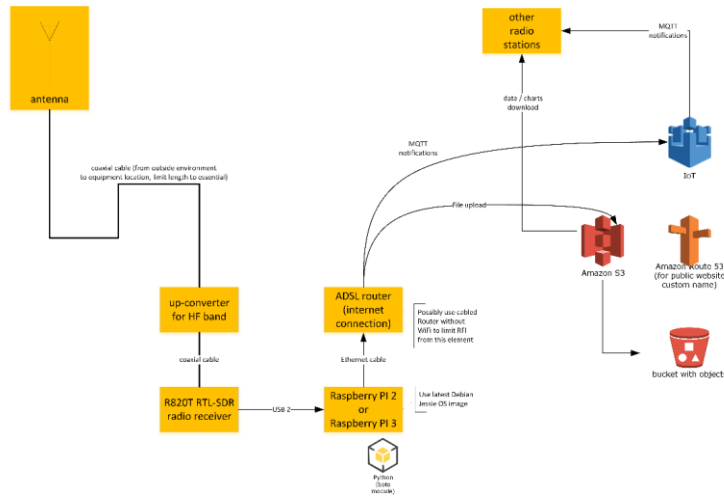 antenna
other
radio
stations
MQTT
notifications
data / charts
download
coaxial cable (from outside environment
to equipment location, limit length to essential)
MQTT
notifications
IoT
File upload
Amazon S3
Amazon Route 53
(for public website
custom name)
up-converter
for HF band
ADSL router
(internet
connection)
Possibly use cabled
Router without
WiFi to limit RFI
from this element
coaxial cable
Ethernet cable
bucket with objects
R820T RTL-SDR
radio receiver
USB 2
Raspberry PI 2
or
Raspberry PI 3
Use latest Debian
Jessie OS image
Python
(boto
module)